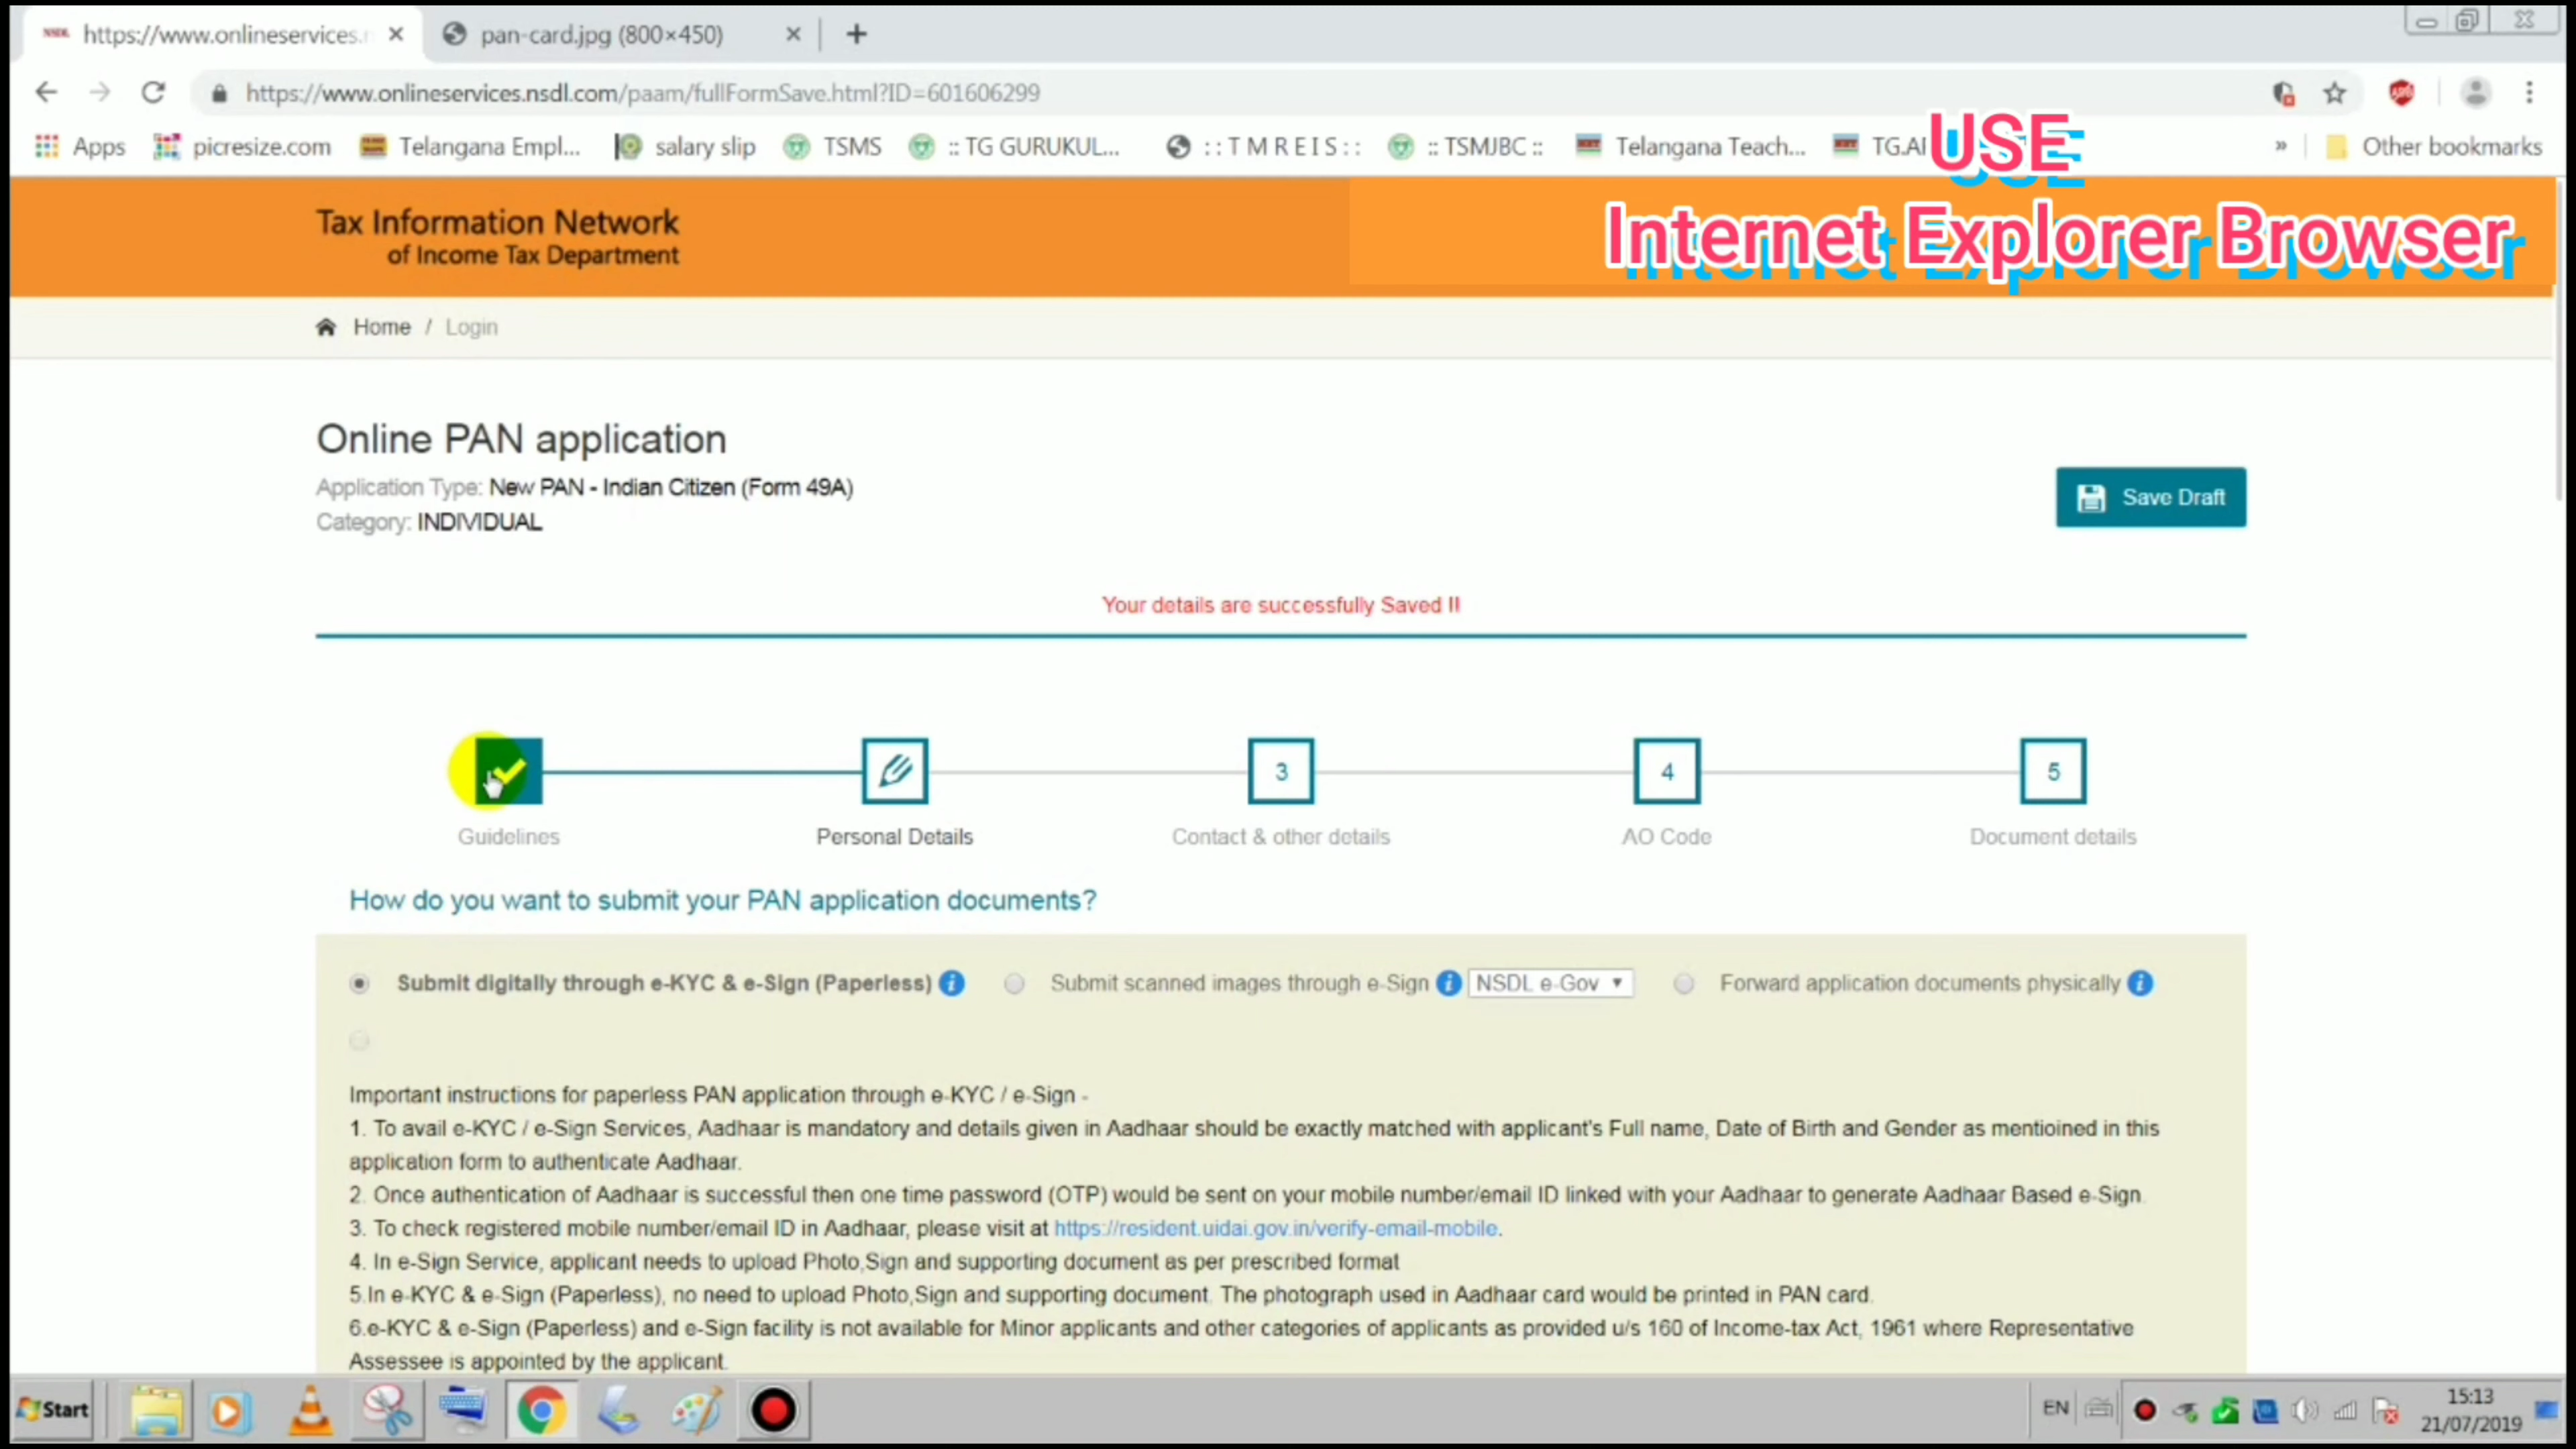 NSDL https://www.onlineservices.n
pan-card.jpg (800×450)
https://www.onlineservices.nsdl.com/paam/fullFormSave.html?ID=601606299
Apps picresize.com Telangana Empl... salary slip TSMS :: TG GURUKUL... : : T M R E I S : : :: TSMJBC :: Telangana Teach... TG.AI » Other bookmarks
USE
Internet Explorer Browser
Tax Information Network
of Income Tax Department
Home / Login
Online PAN application
Application Type: New PAN - Indian Citizen (Form 49A)
Category: INDIVIDUAL
Save Draft
Your details are successfully Saved !!
3 4 5
Guidelines Personal Details Contact & other details AO Code Document details
How do you want to submit your PAN application documents?
Submit digitally through e-KYC & e-Sign (Paperless) i Submit scanned images through e-Sign i NSDL e-Gov Forward application documents physically i
Important instructions for paperless PAN application through e-KYC / e-Sign -
1. To avail e-KYC / e-Sign Services, Aadhaar is mandatory and details given in Aadhaar should be exactly matched with applicant's Full name, Date of Birth and Gender as mentioined in this
application form to authenticate Aadhaar.
2. Once authentication of Aadhaar is successful then one time password (OTP) would be sent on your mobile number/email ID linked with your Aadhaar to generate Aadhaar Based e-Sign.
3. To check registered mobile number/email ID in Aadhaar, please visit at https://resident.uidai.gov.in/verify-email-mobile.
4. In e-Sign Service, applicant needs to upload Photo,Sign and supporting document as per prescribed format
5.In e-KYC & e-Sign (Paperless), no need to upload Photo,Sign and supporting document. The photograph used in Aadhaar card would be printed in PAN card.
6.e-KYC & e-Sign (Paperless) and e-Sign facility is not available for Minor applicants and other categories of applicants as provided u/s 160 of Income-tax Act, 1961 where Representative
Assessee is appointed by the applicant.
Start
EN
15:13
21/07/2019